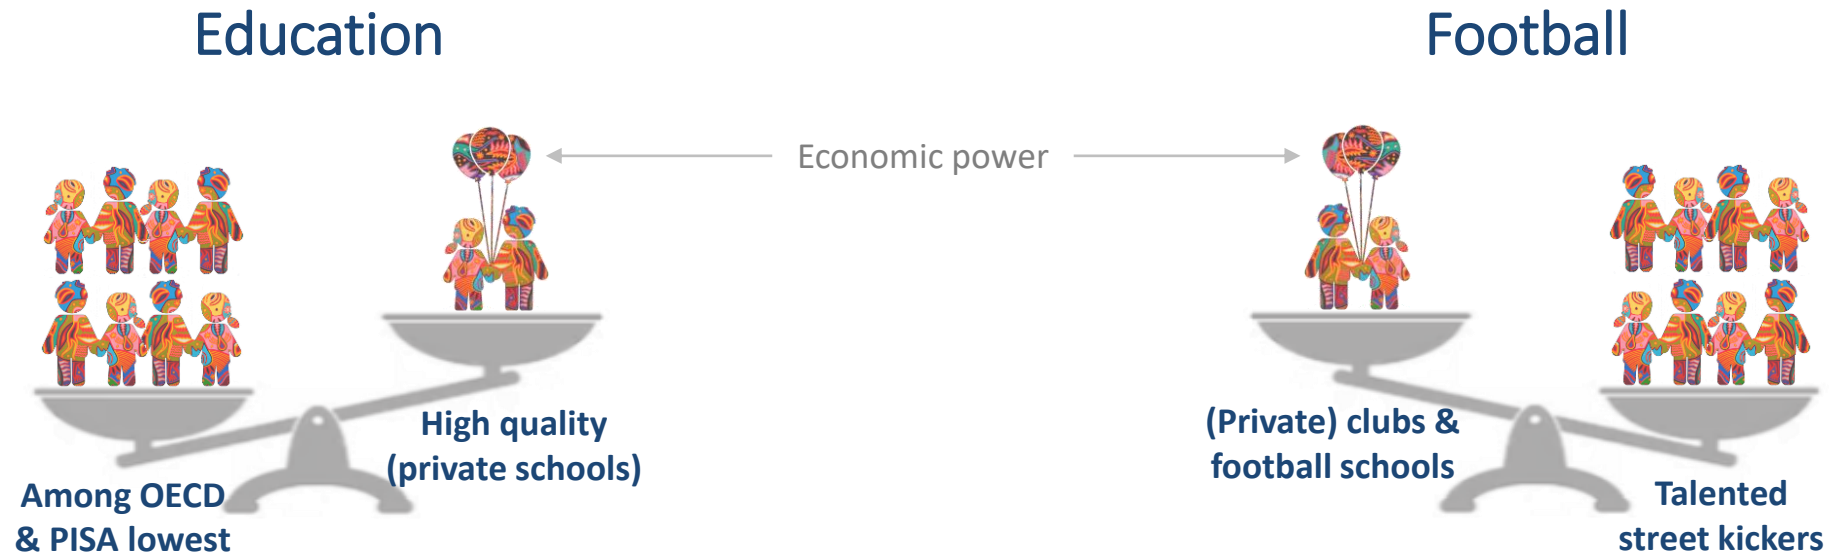 Education
Football
Economic power
High quality
(private schools)
Among OECD
& PISA lowest
(Private) clubs &
football schools
Talented
street kickers